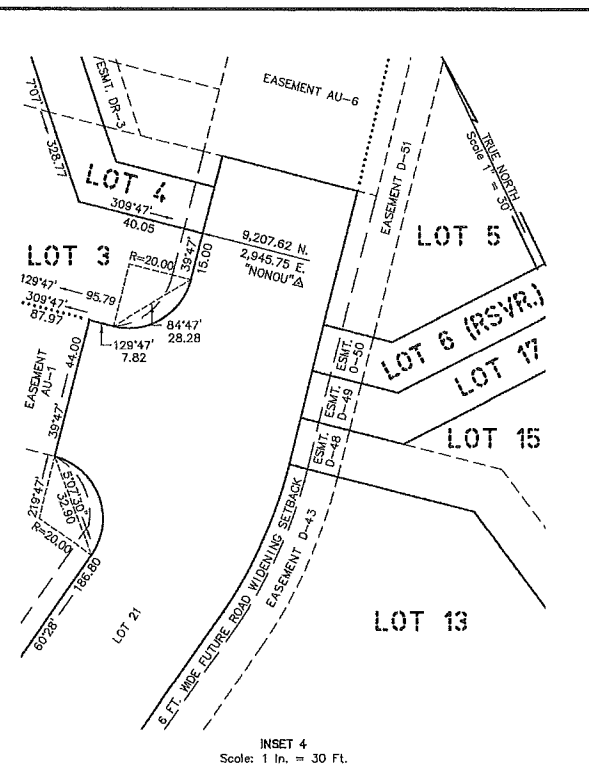 EASEMENT AU-6
ESMT. DR-3
7°07'
328.77
LOT 4
309°47'
40.05
EASEMENT D-51
TRUE NORTH
Scale 1" = 30'
LOT 5
9,207.62 N.
2,945.75 E.
"NONOU"
LOT 3
R=20.00
39°47'
15.00
129°47'
309°47'
87.97
95.79
84°47'
28.28
129°47'
7.82
LOT 6 (RSVR.)
ESMT.
D-50
LOT 17
EASEMENT
AU-1
44.00
39°47'
ESMT.
D-49
ESMT.
D-48
LOT 15
219°47'
5°07'30"
32.90
R=20.00
186.80
60°28'
LOT 21
6 FT. WIDE FUTURE ROAD WIDENING SETBACK
EASEMENT D-43
LOT 13
INSET 4
Scale: 1 In. = 30 Ft.